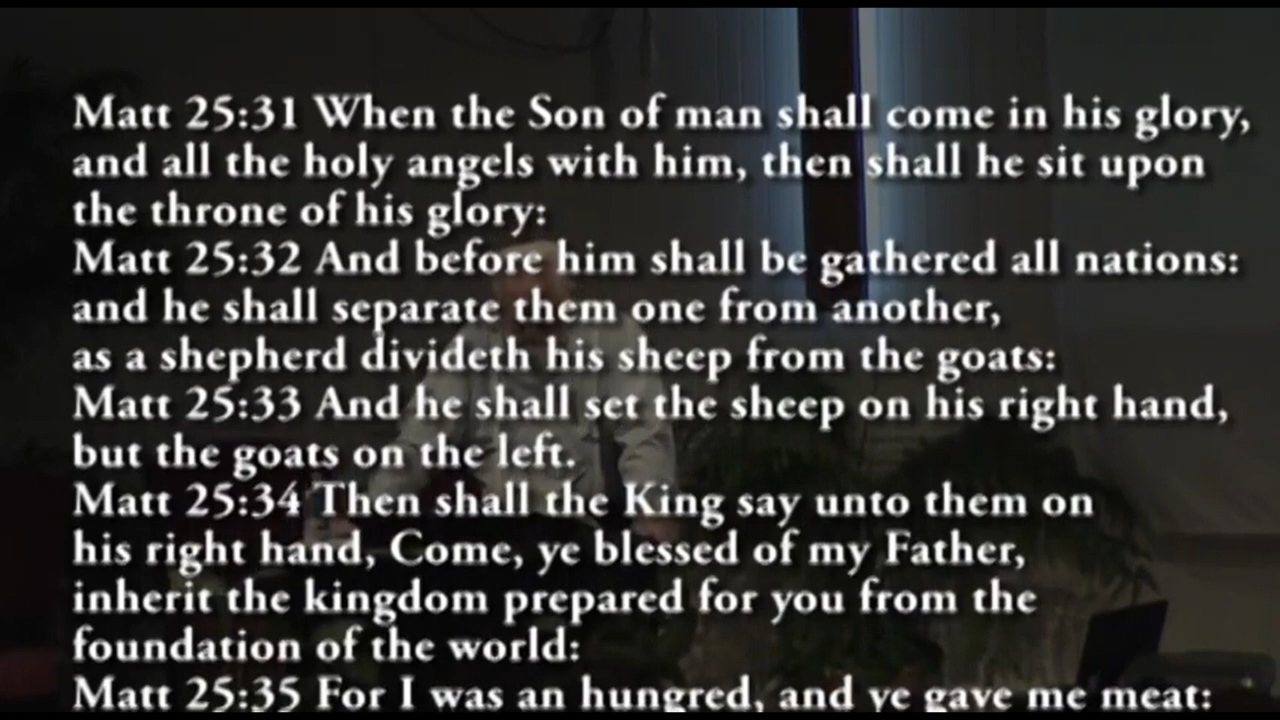 Matt 25:31 When the Son of man shall come in his glory,
and all the holy angels with him, then shall he sit upon
the throne of his glory:
Matt 25:32 And before him shall be gathered all nations:
and he shall separate them one from another,
as a shepherd divideth his sheep from the goats:
Matt 25:33 And he shall set the sheep on his right hand,
but the goats on the left.
Matt 25:34 Then shall the King say unto them on
his right hand, Come, ye blessed of my Father,
inherit the kingdom prepared for you from the
foundation of the world:
Matt 25:35 For I was an hungred, and ye gave me meat: